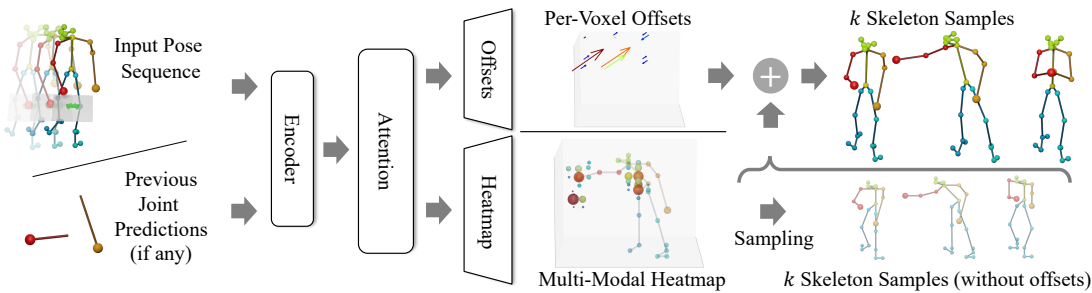 Input Pose
Sequence
Previous
Joint
Predictions
(if any)
Encoder
Attention
Offsets
Heatmap
Per-Voxel Offsets
Multi-Modal Heatmap
k Skeleton Samples
Sampling
k Skeleton Samples (without offsets)